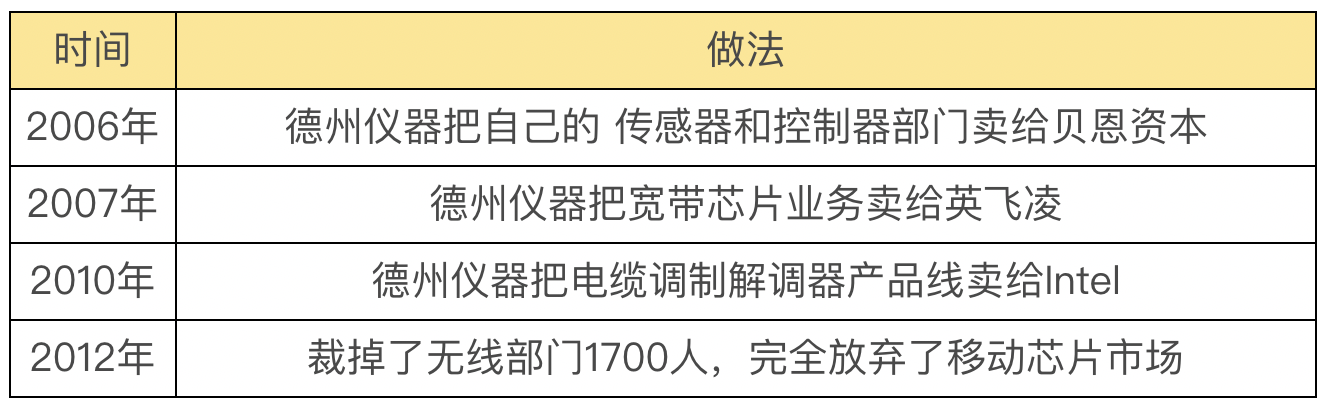 时间 做法
2006年 德州仪器把自己的 传感器和控制器部门卖给贝恩资本
2007年 德州仪器把宽带芯片业务卖给英飞凌
2010年 德州仪器把电缆调制解调器产品线卖给Intel
2012年 裁掉了无线部门1700人，完全放弃了移动芯片市场